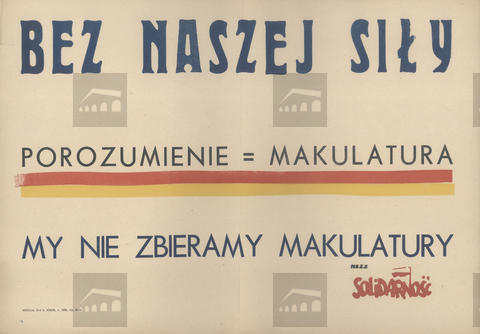 BEZ NASZEJ SIŁY
POROZUMIENIE = MAKULATURA
MY NIE ZBIERAMY MAKULATURY
NSZZ
SOLIDARNOŚĆ